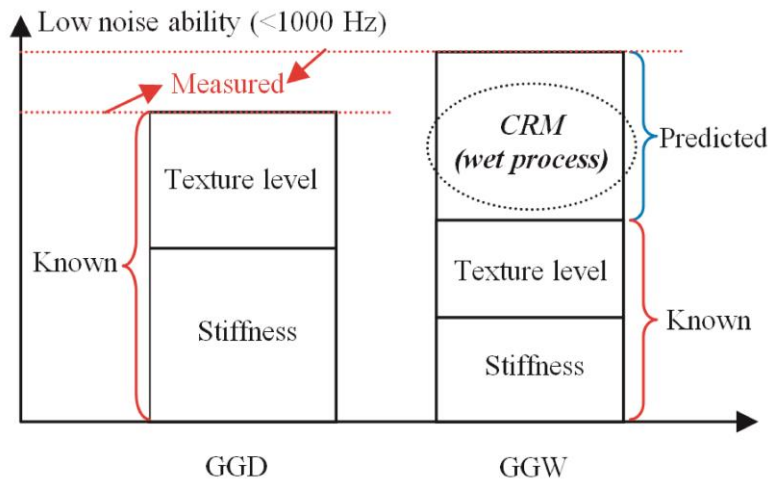 Low noise ability (<1000 Hz)
Measured
CRM
(wet process)
Predicted
Texture level
Known
Stiffness
Texture level
Known
Stiffness
GGD
GGW